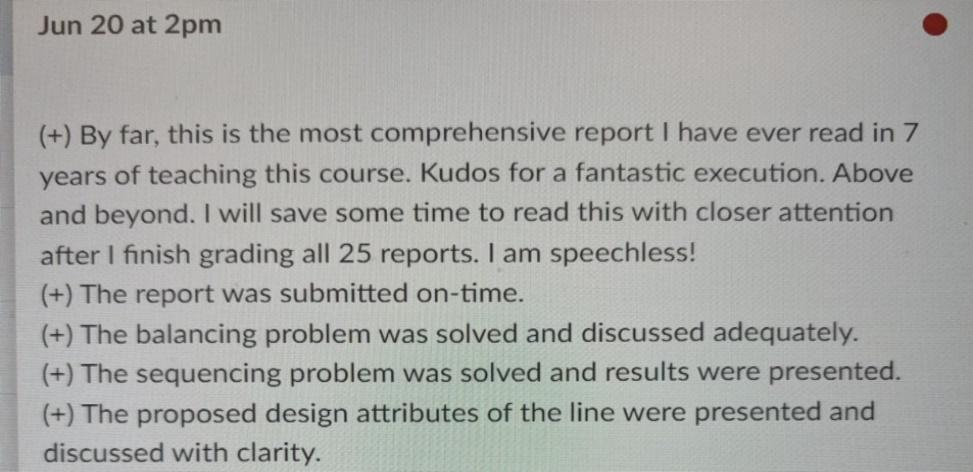 Jun 20 at 2pm
(+) By far, this is the most comprehensive report I have ever read in 7
years of teaching this course. Kudos for a fantastic execution. Above
and beyond. I will save some time to read this with closer attention
after I finish grading all 25 reports. I am speechless!
(+) The report was submitted on-time.
(+) The balancing problem was solved and discussed adequately.
(+) The sequencing problem was solved and results were presented.
(+) The proposed design attributes of the line were presented and
discussed with clarity.